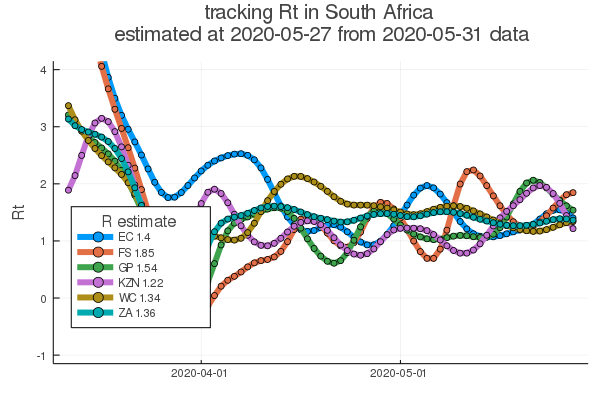 tracking Rt in South Africa
estimated at 2020-05-27 from 2020-05-31 data
4
3
2
1
0
-1
Rt
R estimate
EC 1.4
FS 1.85
GP 1.54
KZN 1.22
WC 1.34
ZA 1.36
2020-04-01
2020-05-01